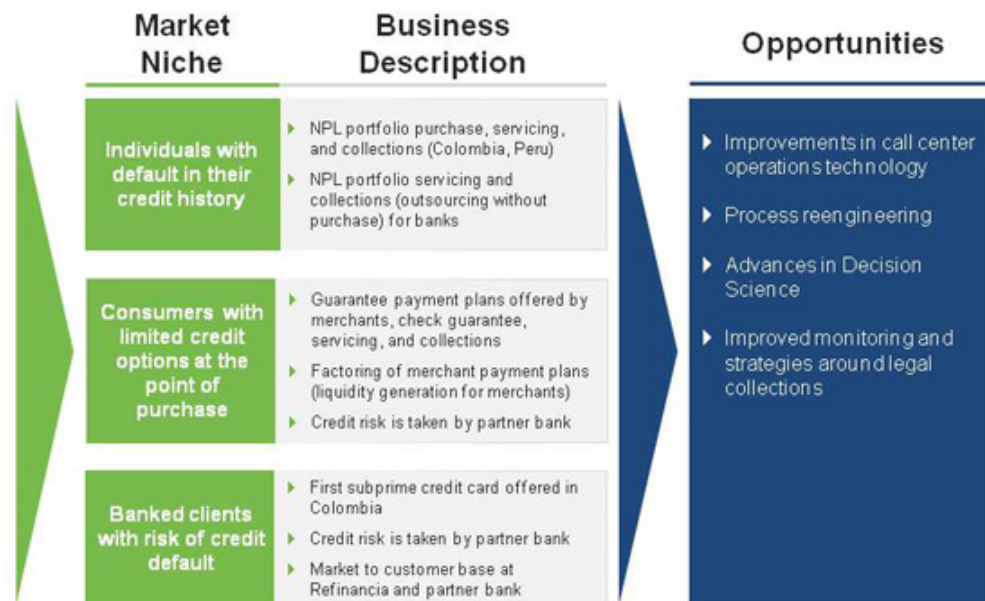 Market
Niche
Business
Description
Opportunities
Individuals with
default in their
credit history
NPL portfolio purchase, servicing,
and collections (Colombia, Peru)
NPL portfolio servicing and
collections (outsourcing without
purchase) for banks
Consumers with
limited credit
options at the
point of
purchase
Guarantee payment plans offered by
merchants, check guarantee,
servicing, and collections
Factoring of merchant payment plans
(liquidity generation for merchants)
Credit risk is taken by partner bank
Banked clients
with risk of credit
default
First subprime credit card offered in
Colombia
Credit risk is taken by partner bank
Market to customer base at
Refinancia and partner bank
Improvements in call center
operations technology
Process reengineering
Advances in Decision
Science
Improved monitoring and
strategies around legal
collections